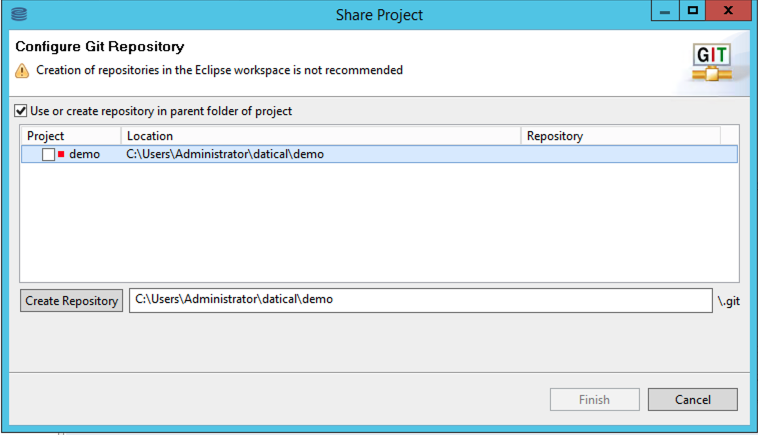 Share Project
Configure Git Repository
Creation of repositories in the Eclipse workspace is not recommended
GIT
Use or create repository in parent folder of project
Project Location Repository
demo C:\Users\Administrator\datical\demo
Create Repository C:\Users\Administrator\datical\demo \.git
Finish Cancel